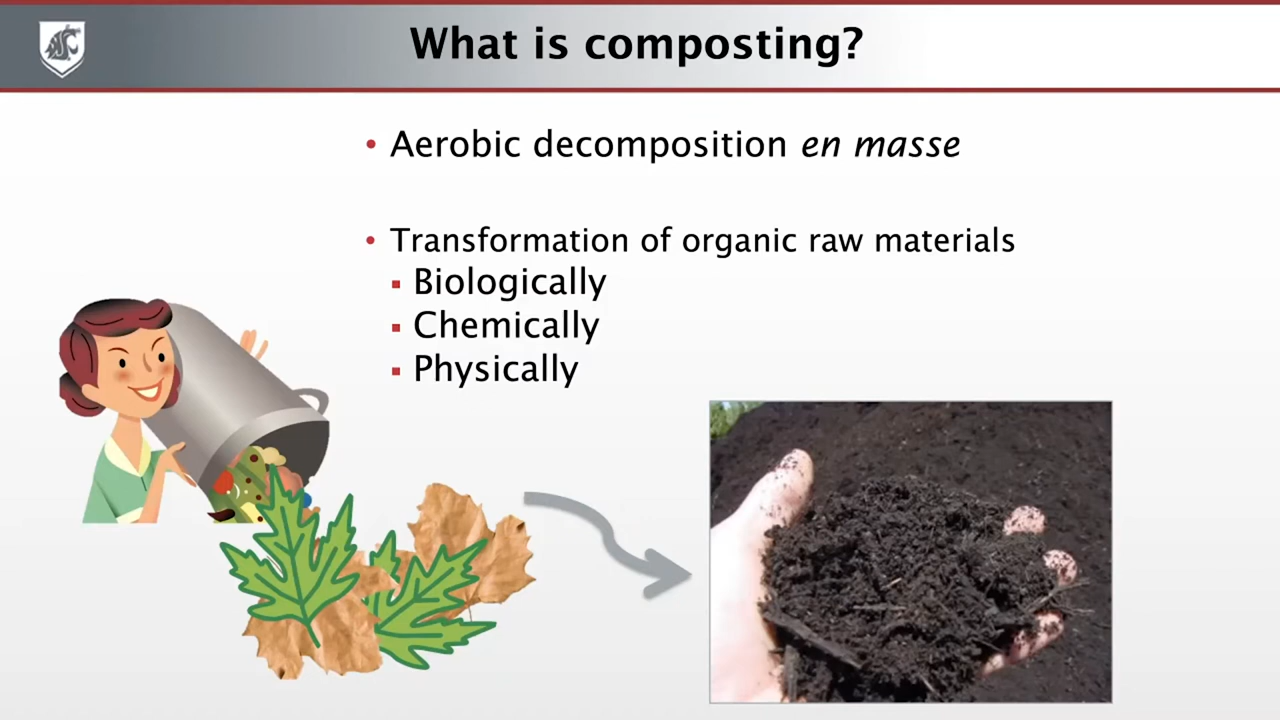 What is composting?
• Aerobic decomposition en masse
• Transformation of organic raw materials
▪ Biologically
▪ Chemically
▪ Physically